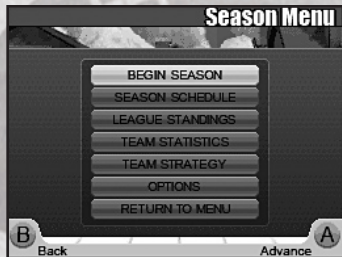 Season Menu
BEGIN SEASON
SEASON SCHEDULE
LEAGUE STANDINGS
TEAM STATISTICS
TEAM STRATEGY
OPTIONS
RETURN TO MENU
B A
Back Advance